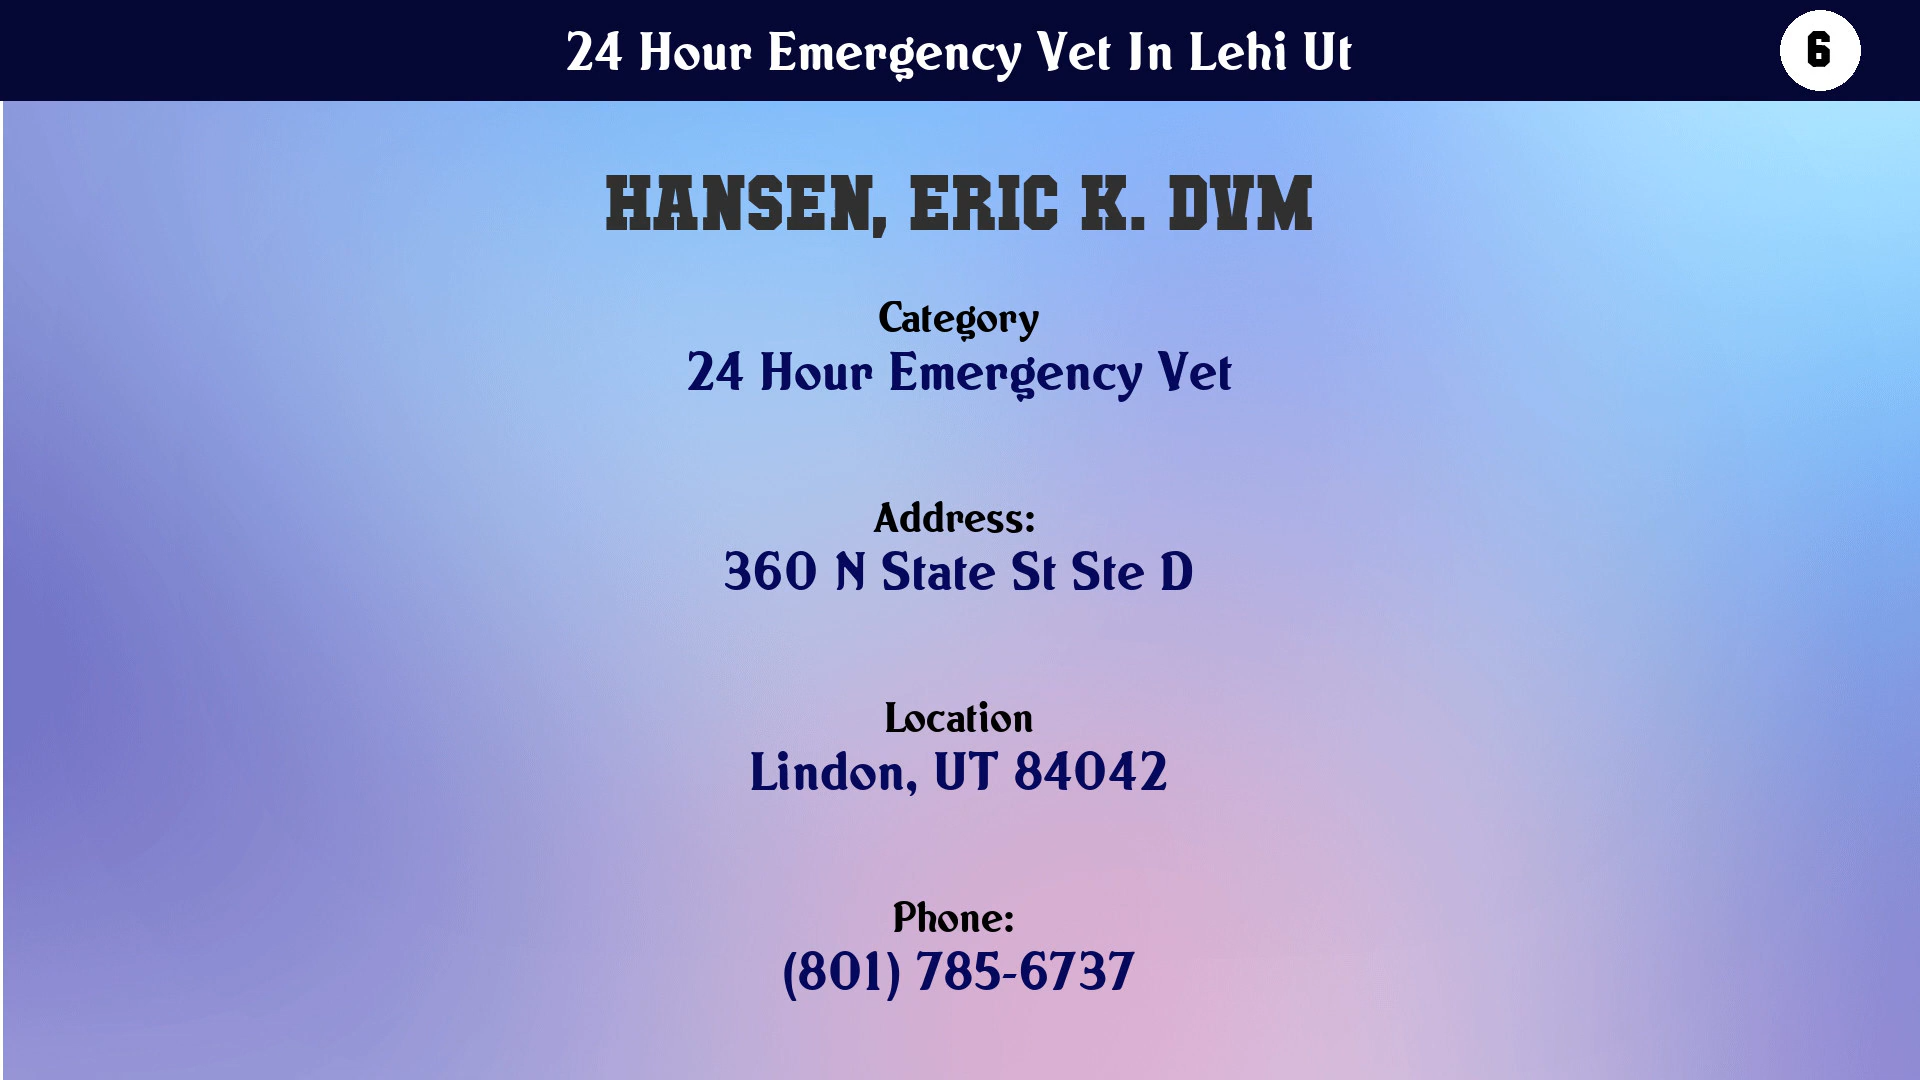 24 Hour Emergency Vet In Lehi Ut
6
HANSEN, ERIC K. DVM
Category
24 Hour Emergency Vet
Address:
360 N State St Ste D
Location
Lindon, UT 84042
Phone:
(801) 785-6737